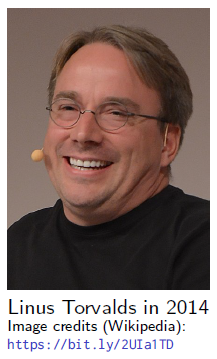 Linus Torvalds in 2014
Image credits (Wikipedia):
https://bit.ly/2UIa1TD